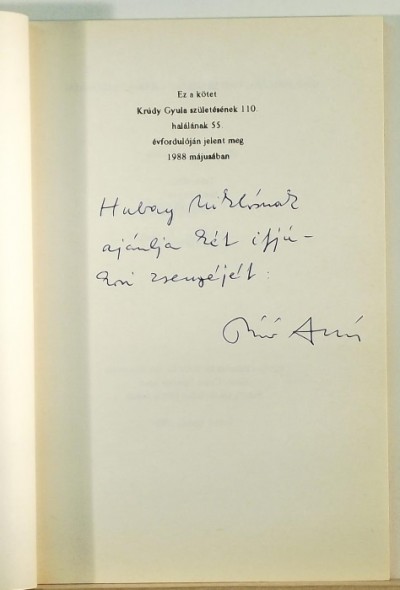 Ez a kötet
Krúdy Gyula születésének 110.
halálának 55.
évfordulóján jelent meg
1988 májusában
Hubay Miklósnak
ajánlja két ifjú-
kori zsengéjét: